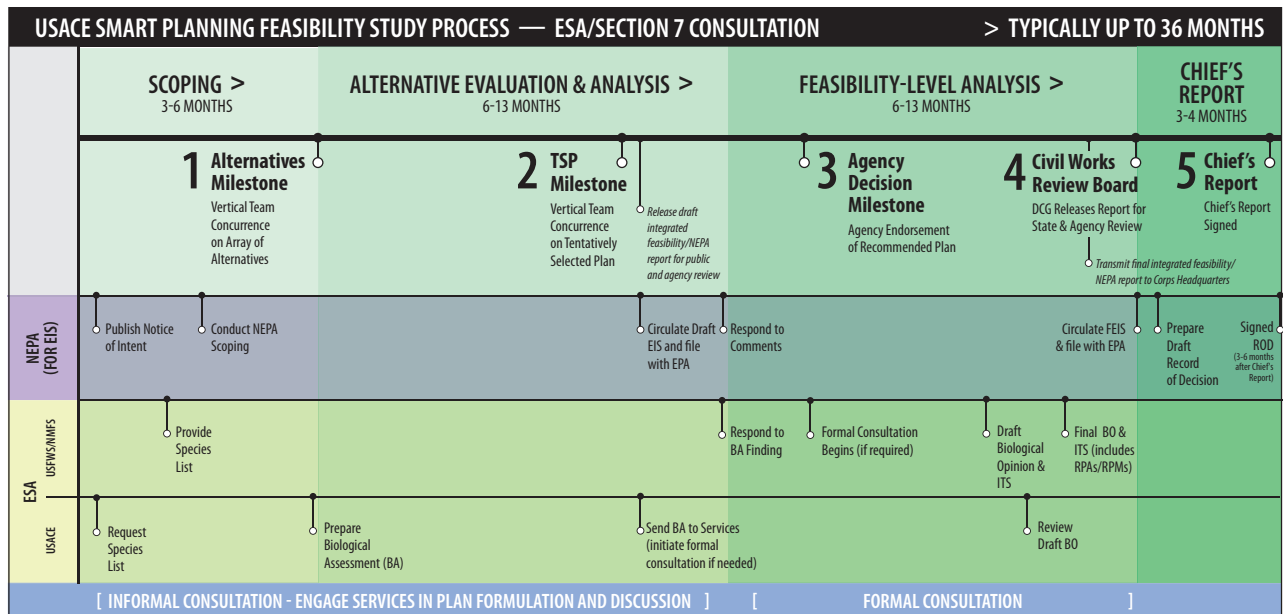 USACE SMART PLANNING FEASIBILITY STUDY PROCESS — ESA/SECTION 7 CONSULTATION > TYPICALLY UP TO 36 MONTHS
SCOPING >
3-6 MONTHS
ALTERNATIVE EVALUATION & ANALYSIS >
6-13 MONTHS
FEASIBILITY-LEVEL ANALYSIS >
6-13 MONTHS
CHIEF'S
REPORT
3-4 MONTHS
1 Alternatives
Milestone
Vertical Team
Concurrence
on Array of
Alternatives
2 TSP
Milestone
Vertical Team
Concurrence
on Tentatively
Selected Plan
Release draft
integrated
feasibility/NEPA
report for public
and agency review
3 Agency
Decision
Milestone
Agency Endorsement
of Recommended Plan
4 Civil Works
Review Board
DCG Releases Report for
State & Agency Review
Transmit final integrated feasibility/
NEPA report to Corps Headquarters
5 Chief's
Report
Chief's Report
Signed
NEPA
(FOR EIS)
Publish Notice
of Intent
Conduct NEPA
Scoping
Circulate Draft
EIS and file
with EPA
Respond to
Comments
Circulate FEIS
& file with EPA
Prepare
Draft
Record
of Decision
Signed
ROD
(3-6 months
after Chief's
Report)
ESA
USFWS/NMFS
Provide
Species
List
Respond to
BA Finding
Formal Consultation
Begins (if required)
Draft
Biological
Opinion &
ITS
Final BO &
ITS (includes
RPAs/RPMs)
USACE
Request
Species
List
Prepare
Biological
Assessment (BA)
Send BA to Services
(initiate formal
consultation if needed)
Review
Draft BO
[ INFORMAL CONSULTATION - ENGAGE SERVICES IN PLAN FORMULATION AND DISCUSSION ]
[ FORMAL CONSULTATION ]